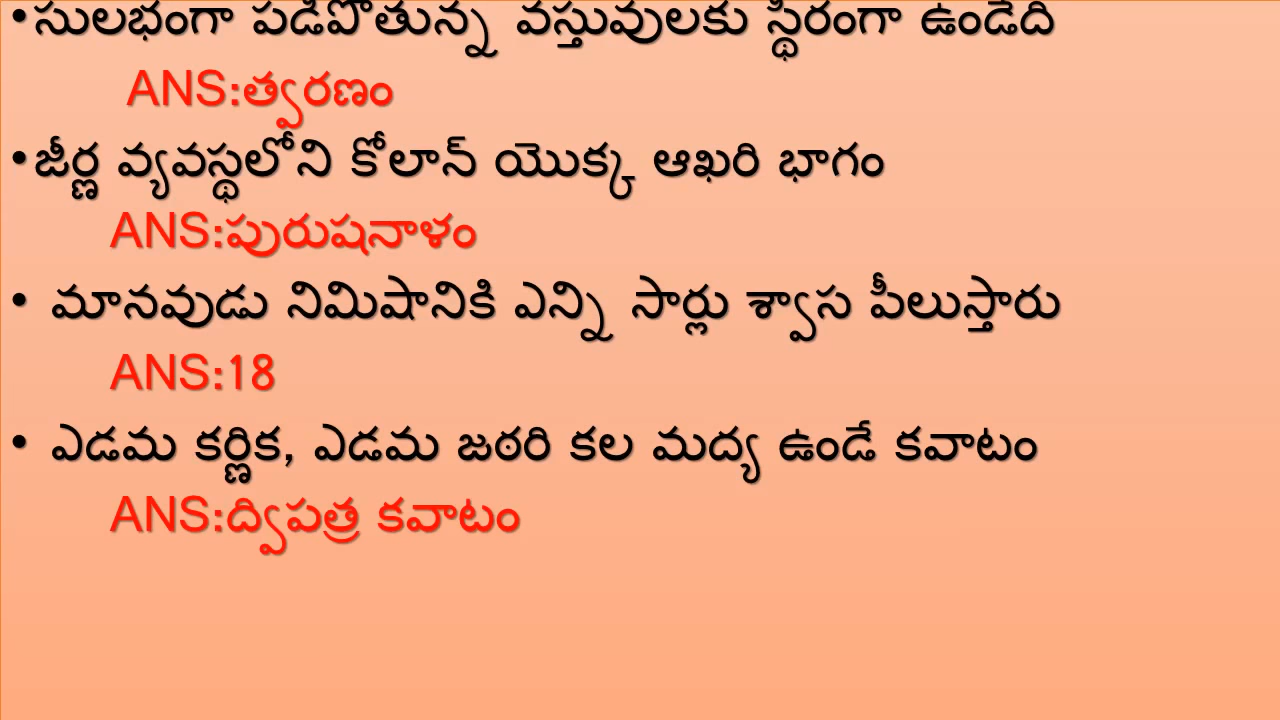 •సులభంగా పడిపోతున్న వస్తువులకు స్థిరంగా ఉండేది
ANS:త్వరణం
•జీర్ణ వ్యవస్థలోని కోలాన్ యొక్క ఆఖరి భాగం
ANS:పురుషనాళం
• మానవుడు నిమిషానికి ఎన్ని సార్లు శ్వాస పీలుస్తారు
ANS:18
• ఎడమ కర్ణిక, ఎడమ జఠరి కల మద్య ఉండే కవాటం
ANS:ద్విపత్ర కవాటం